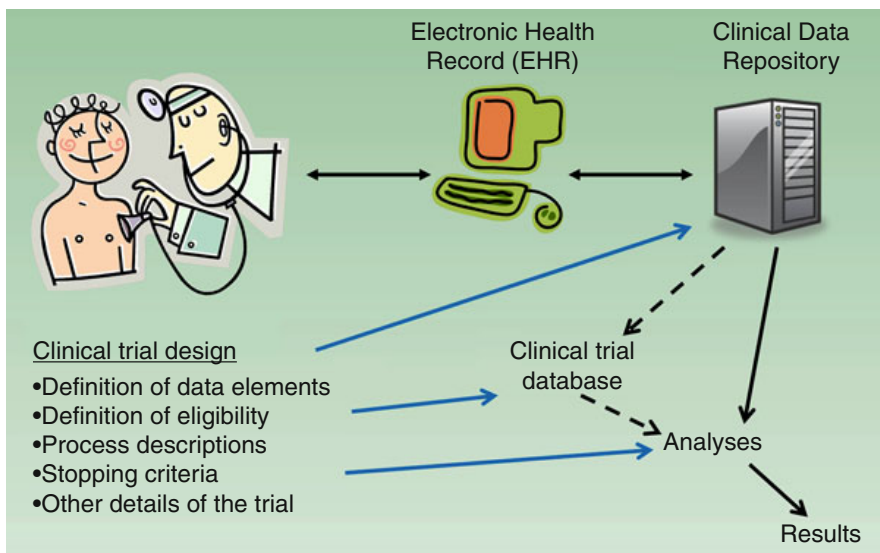 Electronic Health
Record (EHR)
Clinical Data
Repository
Clinical trial design
•Definition of data elements
•Definition of eligibility
•Process descriptions
•Stopping criteria
•Other details of the trial
Clinical trial
database
Analyses
Results